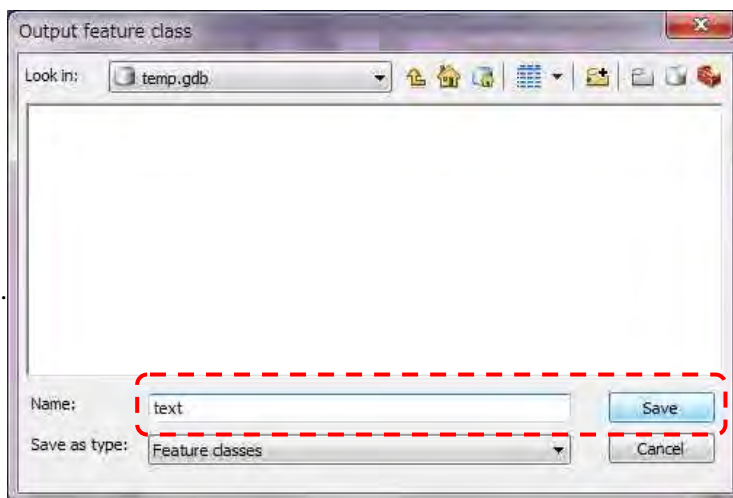 Output feature class
Look in: temp.gdb
.
Name: text Save
Save as type: Feature classes Cancel